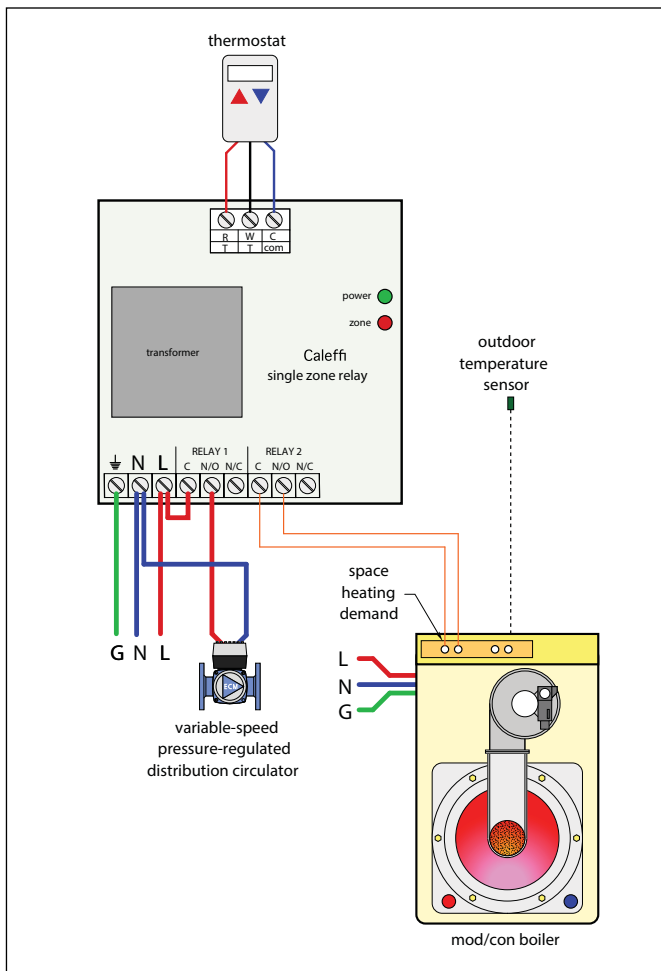 thermostat
R W C
T T com
power
zone
transformer
Caleffi
single zone relay
outdoor
temperature
sensor
RELAY 1 RELAY 2
N L C N/O N/C C N/O N/C
space
heating
demand
G N L
L
N
G
ECM
variable-speed
pressure-regulated
distribution circulator
mod/con boiler